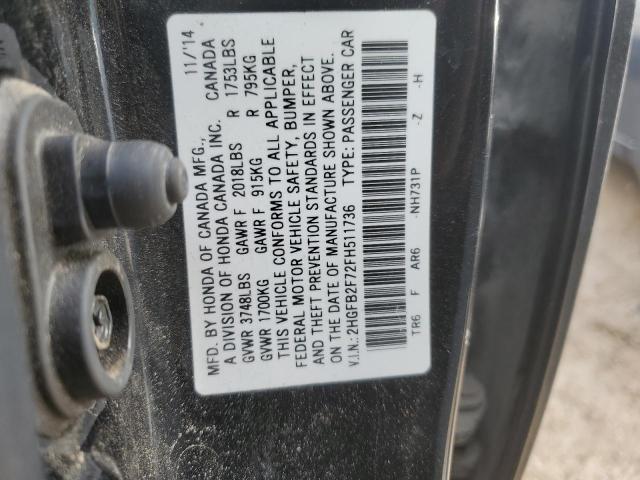 MFD. BY HONDA OF CANADA MFG., 11/'14
A DIVISION OF HONDA CANADA INC. CANADA
GVWR 3748LBS GAWR F 2018LBS R 1753LBS
GVWR 1700KG GAWR F 915KG R 795KG
THIS VEHICLE CONFORMS TO ALL APPLICABLE
FEDERAL MOTOR VEHICLE SAFETY, BUMPER,
AND THEFT PREVENTION STANDARDS IN EFFECT
ON THE DATE OF MANUFACTURE SHOWN ABOVE.
V.I.N.: 2HGFB2F72FH511736 TYPE: PASSENGER CAR
TR6 F AR6 -NH731P -Z -H